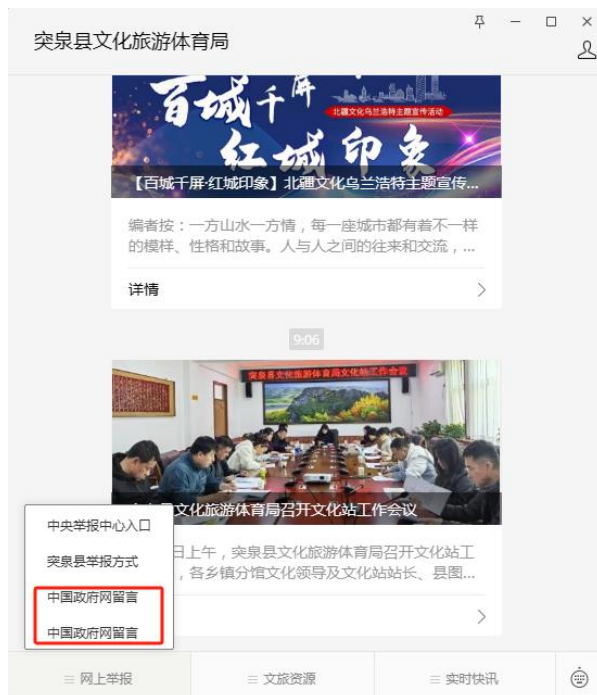 突泉县文化旅游体育局
百城千屏
北疆文化乌兰浩特主题宣传活动
红城印象
【百城千屏·红城印象】北疆文化乌兰浩特主题宣传...
编者按：一方山水一方情，每一座城市都有着不一样
的模样、性格和故事。人与人之间的往来和交流，...
详情
9:06
突泉县文化旅游体育局文化站工作会议
文化旅游体育局召开文化站工作会议
日上午，突泉县文化旅游体育局召开文化站工
，各乡镇分馆文化领导及文化站站长、县图...
中央举报中心入口
突泉县举报方式
中国政府网留言
中国政府网留言
网上举报
文旅资源
实时快讯